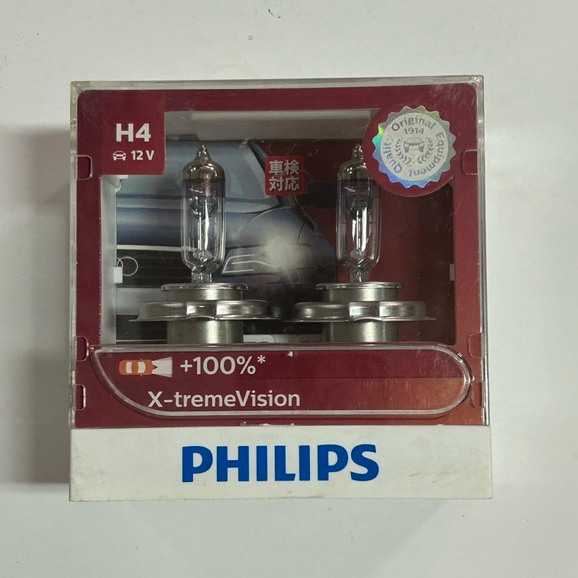 H4
12 V
車検
対応
Original
1914
Quality
Equipment
+100%*
X-tremeVision
PHILIPS